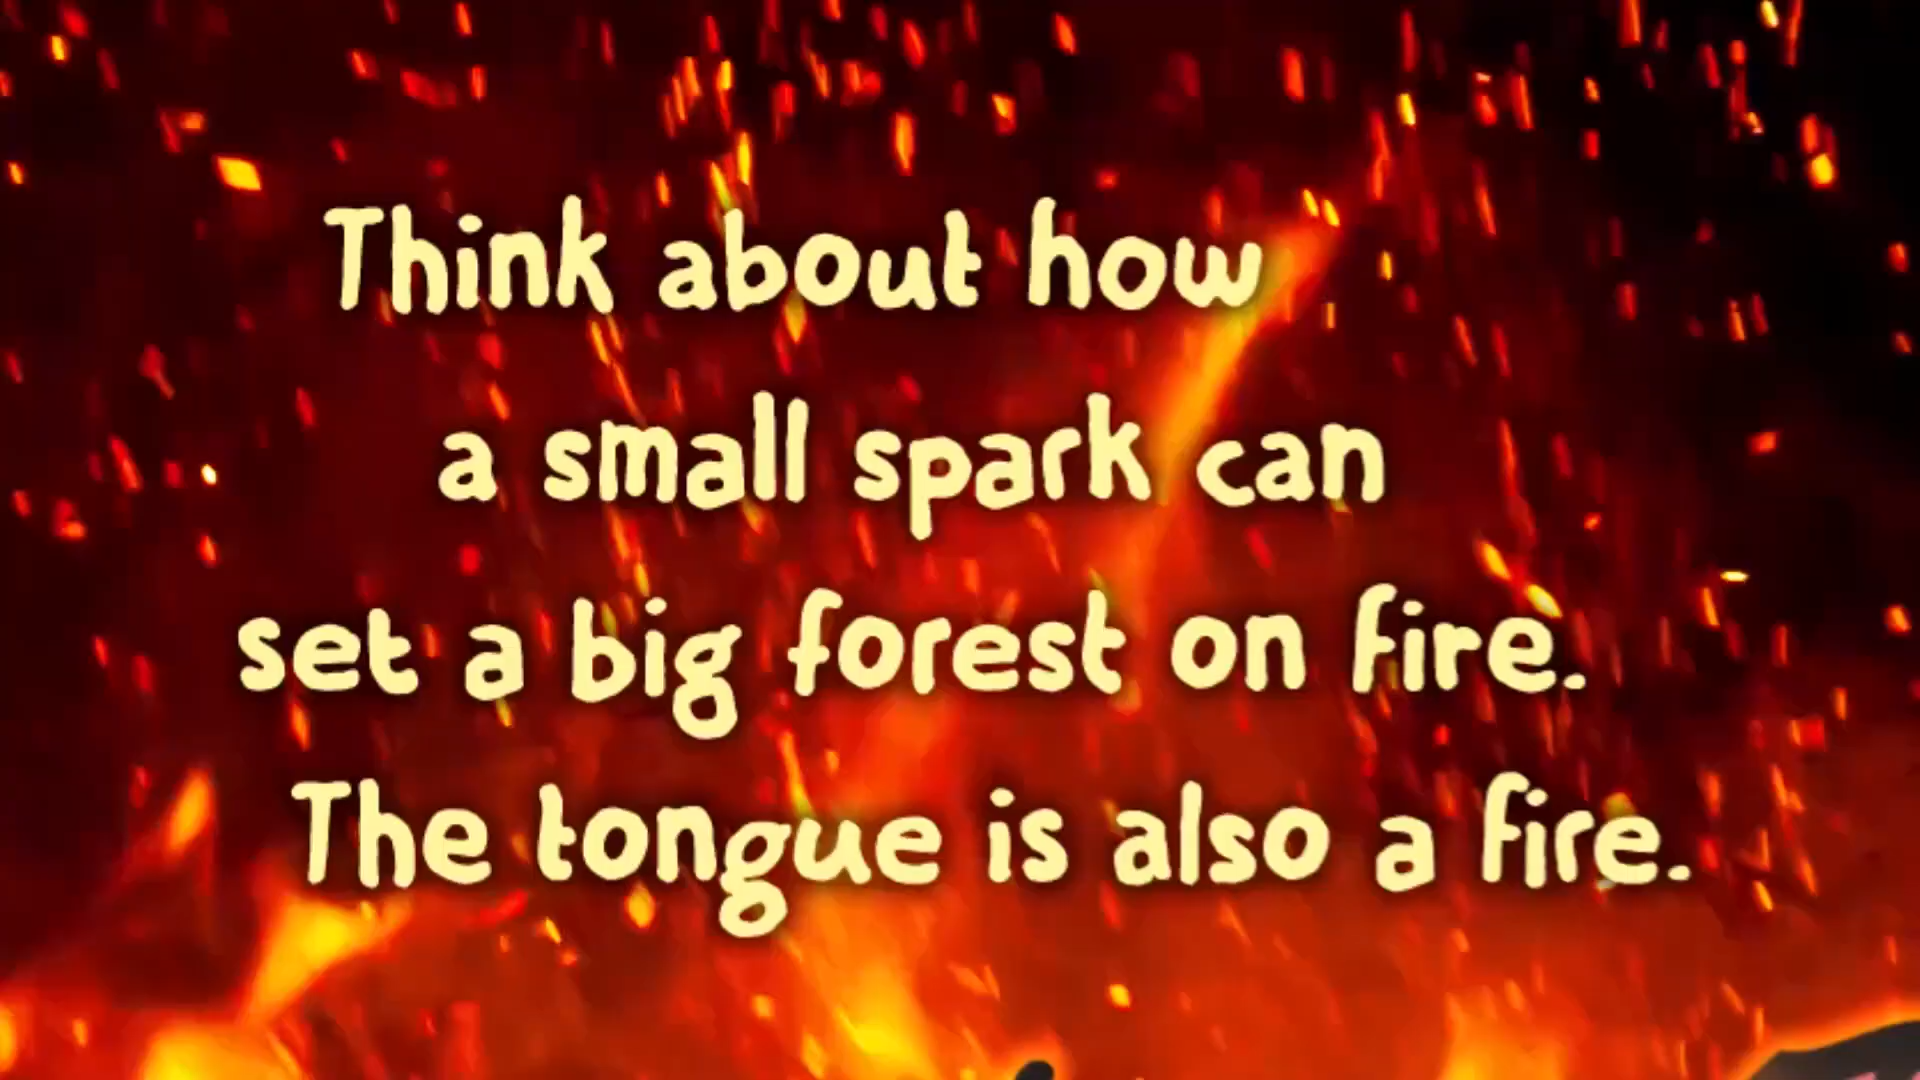 Think about how
a small spark can
set a big forest on fire.
The tongue is also a fire.